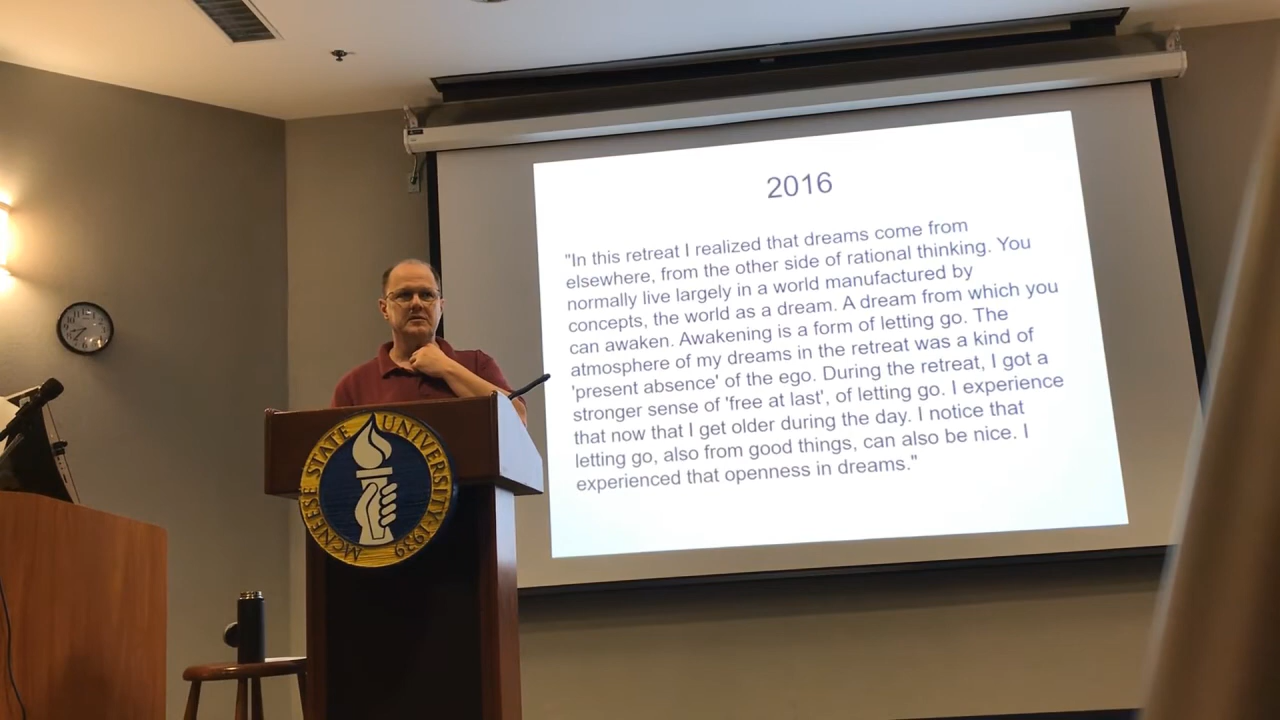 2016
"In this retreat I realized that dreams come from
elsewhere, from the other side of rational thinking. You
normally live largely in a world manufactured by
concepts, the world as a dream. A dream from which you
can awaken. Awakening is a form of letting go. The
atmosphere of my dreams in the retreat was a kind of
'present absence' of the ego. During the retreat, I got a
stronger sense of 'free at last', of letting go. I experience
that now that I get older during the day. I notice that
letting go, also from good things, can also be nice. I
experienced that openness in dreams."
McNEESE STATE UNIVERSITY·1939